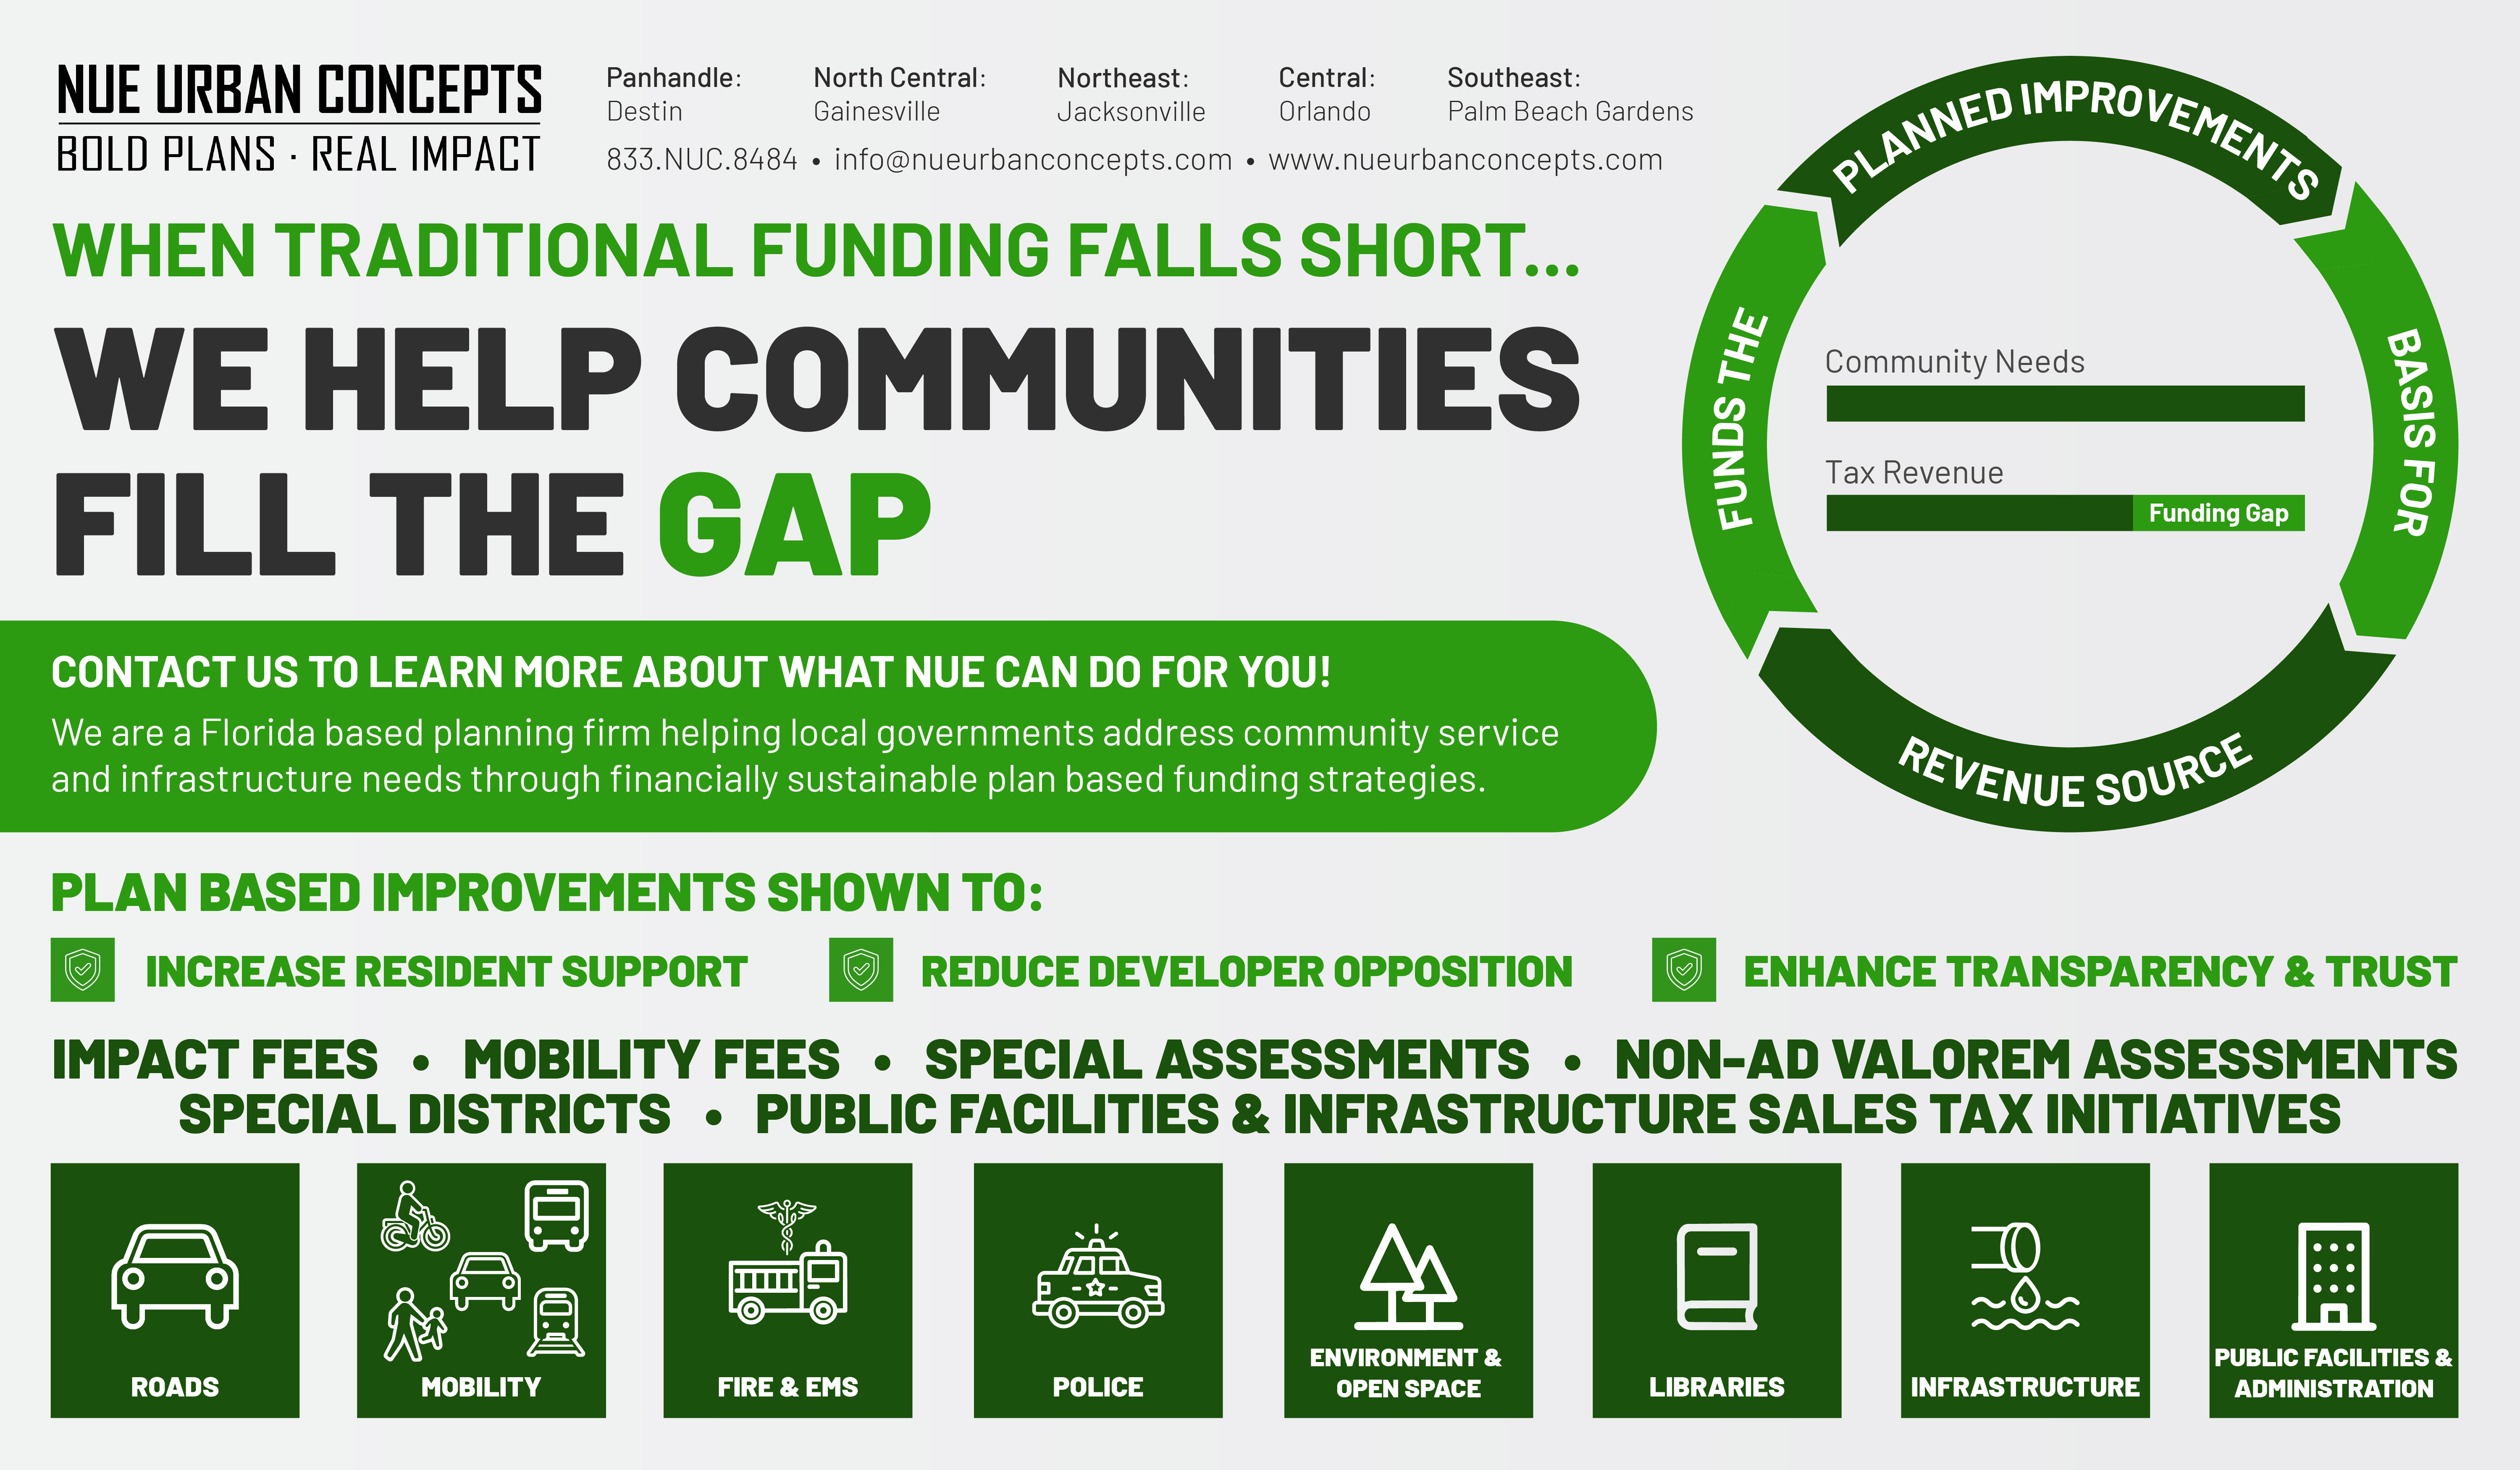 NUE URBAN CONCEPTS
BOLD PLANS · REAL IMPACT
Panhandle:
Destin
North Central:
Gainesville
Northeast:
Jacksonville
Central:
Orlando
Southeast:
Palm Beach Gardens
833.NUC.8484 • info@nueurbanconcepts.com • www.nueurbanconcepts.com
WHEN TRADITIONAL FUNDING FALLS SHORT...
WE HELP COMMUNITIES
FILL THE GAP
PLANNED IMPROVEMENTS
BASIS FOR
REVENUE SOURCE
FUNDS THE
Community Needs
Tax Revenue
Funding Gap
CONTACT US TO LEARN MORE ABOUT WHAT NUE CAN DO FOR YOU!
We are a Florida based planning firm helping local governments address community service
and infrastructure needs through financially sustainable plan based funding strategies.
PLAN BASED IMPROVEMENTS SHOWN TO:
INCREASE RESIDENT SUPPORT
REDUCE DEVELOPER OPPOSITION
ENHANCE TRANSPARENCY & TRUST
IMPACT FEES • MOBILITY FEES • SPECIAL ASSESSMENTS • NON-AD VALOREM ASSESSMENTS
SPECIAL DISTRICTS • PUBLIC FACILITIES & INFRASTRUCTURE SALES TAX INITIATIVES
ROADS
MOBILITY
FIRE & EMS
POLICE
ENVIRONMENT &
OPEN SPACE
LIBRARIES
INFRASTRUCTURE
PUBLIC FACILITIES &
ADMINISTRATION